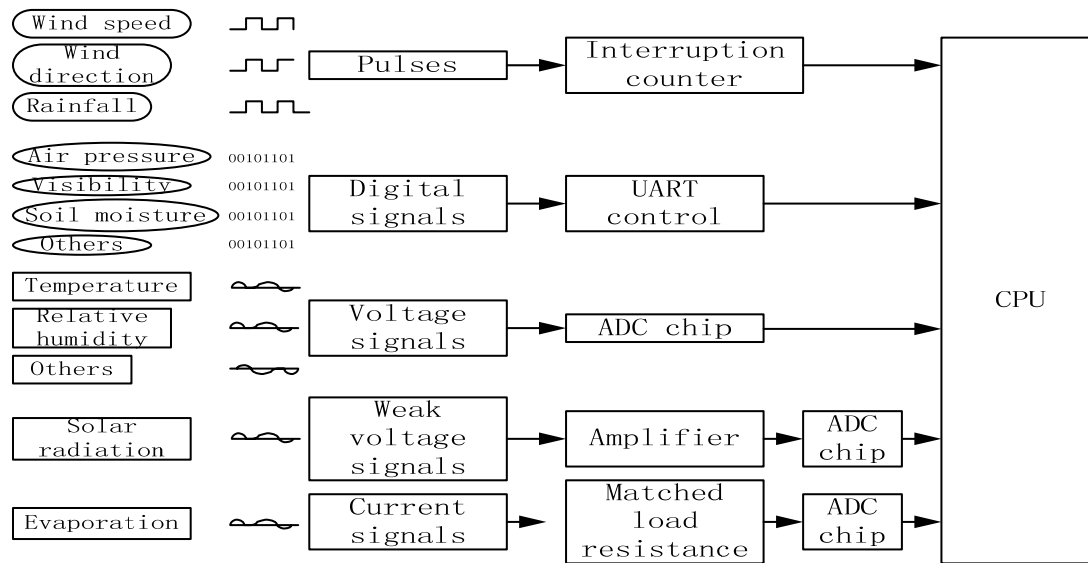 Wind speed
Wind
direction
Rainfall
Pulses
Interruption
counter
Air pressure
00101101
Visibility
00101101
Soil moisture
00101101
Others
00101101
Digital
signals
UART
control
Temperature
Relative
humidity
Others
Voltage
signals
ADC chip
CPU
Solar
radiation
Weak
voltage
signals
Amplifier
ADC
chip
Evaporation
Current
signals
Matched
load
resistance
ADC
chip